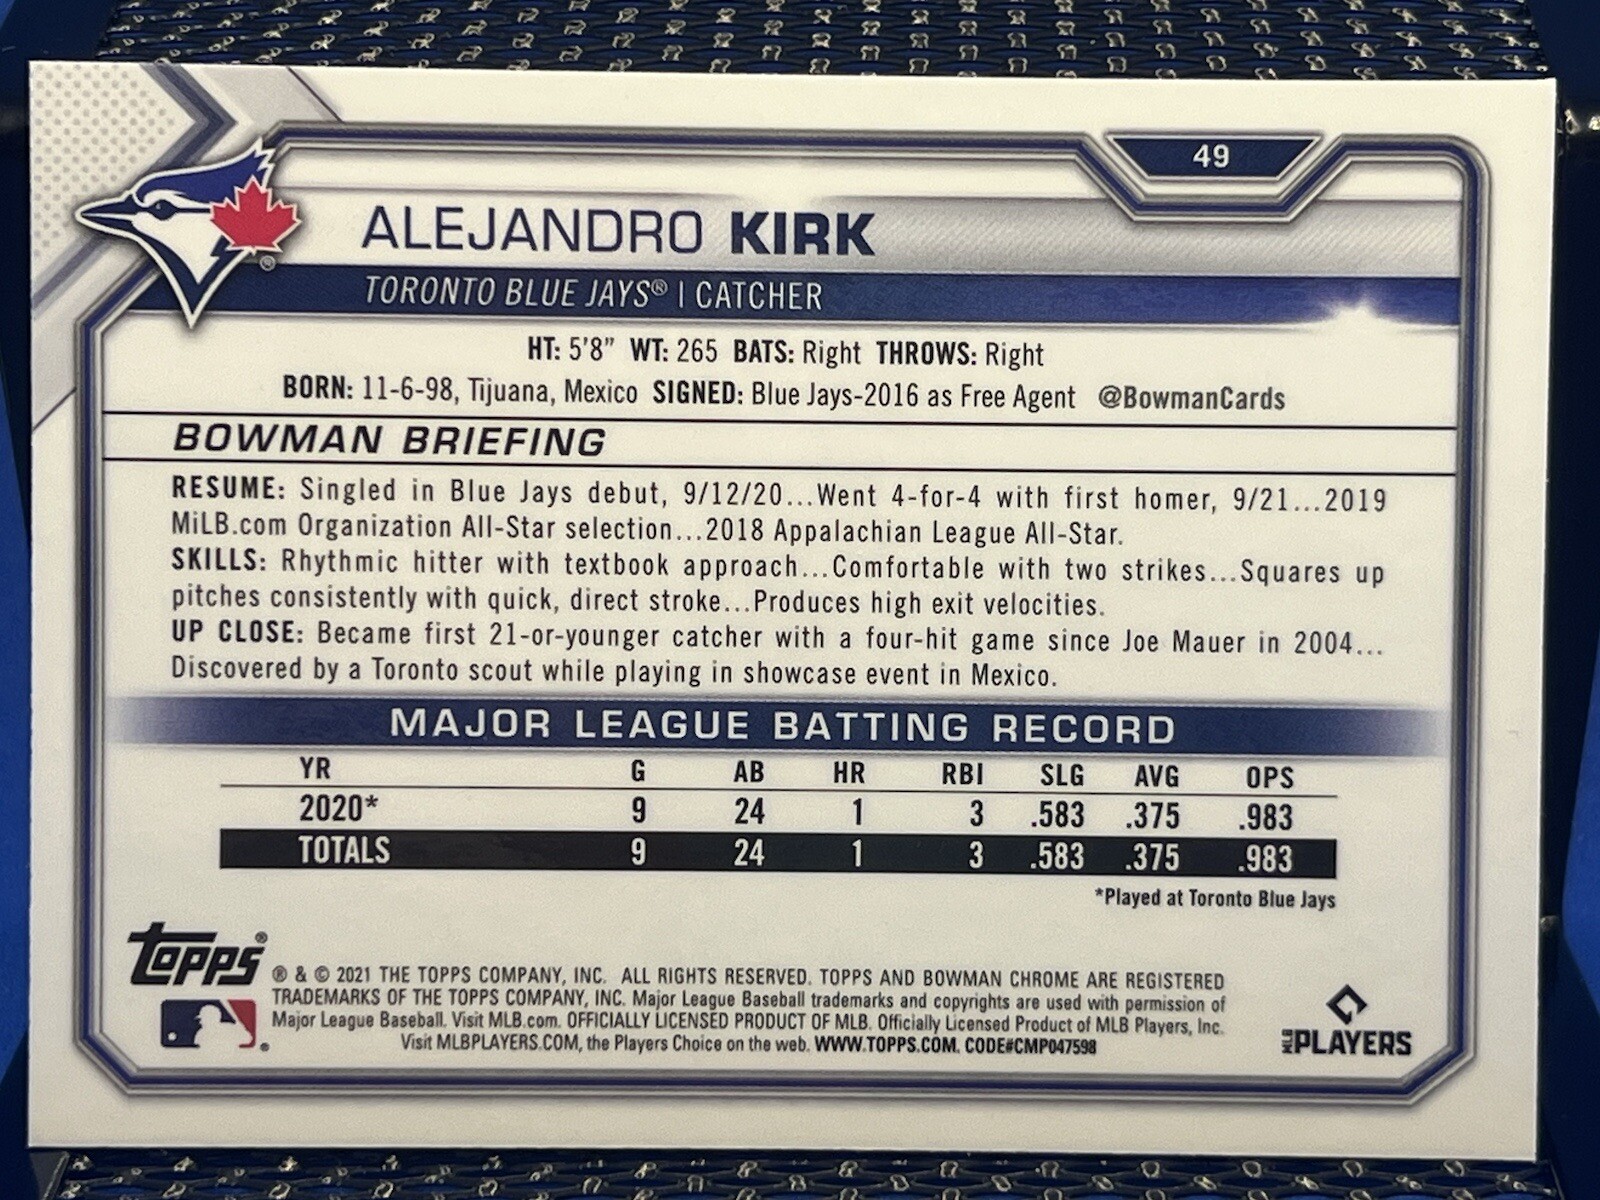 49
ALEJANDRO KIRK
TORONTO BLUE JAYS® | CATCHER
HT: 5'8" WT: 265 BATS: Right THROWS: Right
BORN: 11-6-98, Tijuana, Mexico SIGNED: Blue Jays-2016 as Free Agent @BowmanCards
BOWMAN BRIEFING
RESUME: Singled in Blue Jays debut, 9/12/20...Went 4-for-4 with first homer, 9/21...2019
MiLB.com Organization All-Star selection...2018 Appalachian League All-Star.
SKILLS: Rhythmic hitter with textbook approach...Comfortable with two strikes...Squares up
pitches consistently with quick, direct stroke...Produces high exit velocities.
UP CLOSE: Became first 21-or-younger catcher with a four-hit game since Joe Mauer in 2004...
Discovered by a Toronto scout while playing in showcase event in Mexico.
MAJOR LEAGUE BATTING RECORD
YR G AB HR RBI SLG AVG OPS
2020* 9 24 1 3 .583 .375 .983
TOTALS 9 24 1 3 .583 .375 .983
*Played at Toronto Blue Jays
Topps®
® & © 2021 THE TOPPS COMPANY, INC. ALL RIGHTS RESERVED. TOPPS AND BOWMAN CHROME ARE REGISTERED
TRADEMARKS OF THE TOPPS COMPANY, INC. Major League Baseball trademarks and copyrights are used with permission of
Major League Baseball. Visit MLB.com. OFFICIALLY LICENSED PRODUCT OF MLB. Officially Licensed Product of MLB Players, Inc.
Visit MLBPLAYERS.COM, the Players Choice on the web. WWW.TOPPS.COM. CODE#CMP047598
MLB PLAYERS